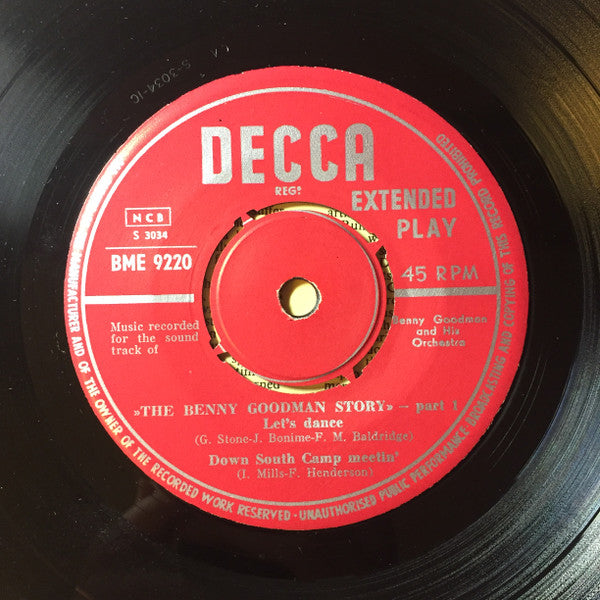 S-3034-1C
DECCA
REGD
EXTENDED
PLAY
NCB
S 3034
BME 9220
45 RPM
Music recorded
for the sound
track of
Benny Goodman
and His
Orchestra
»THE BENNY GOODMAN STORY» — part 1
Let's dance
(G. Stone-J. Bonime-F. M. Baldridge)
Down South Camp meetin'
(I. Mills-F. Henderson)
MANUFACTURER AND OF THE OWNER OF THE RECORDED WORK RESERVED - UNAUTHORISED PUBLIC PERFORMANCE BROADCASTING AND COPYING OF THIS RECORD PROHIBITED